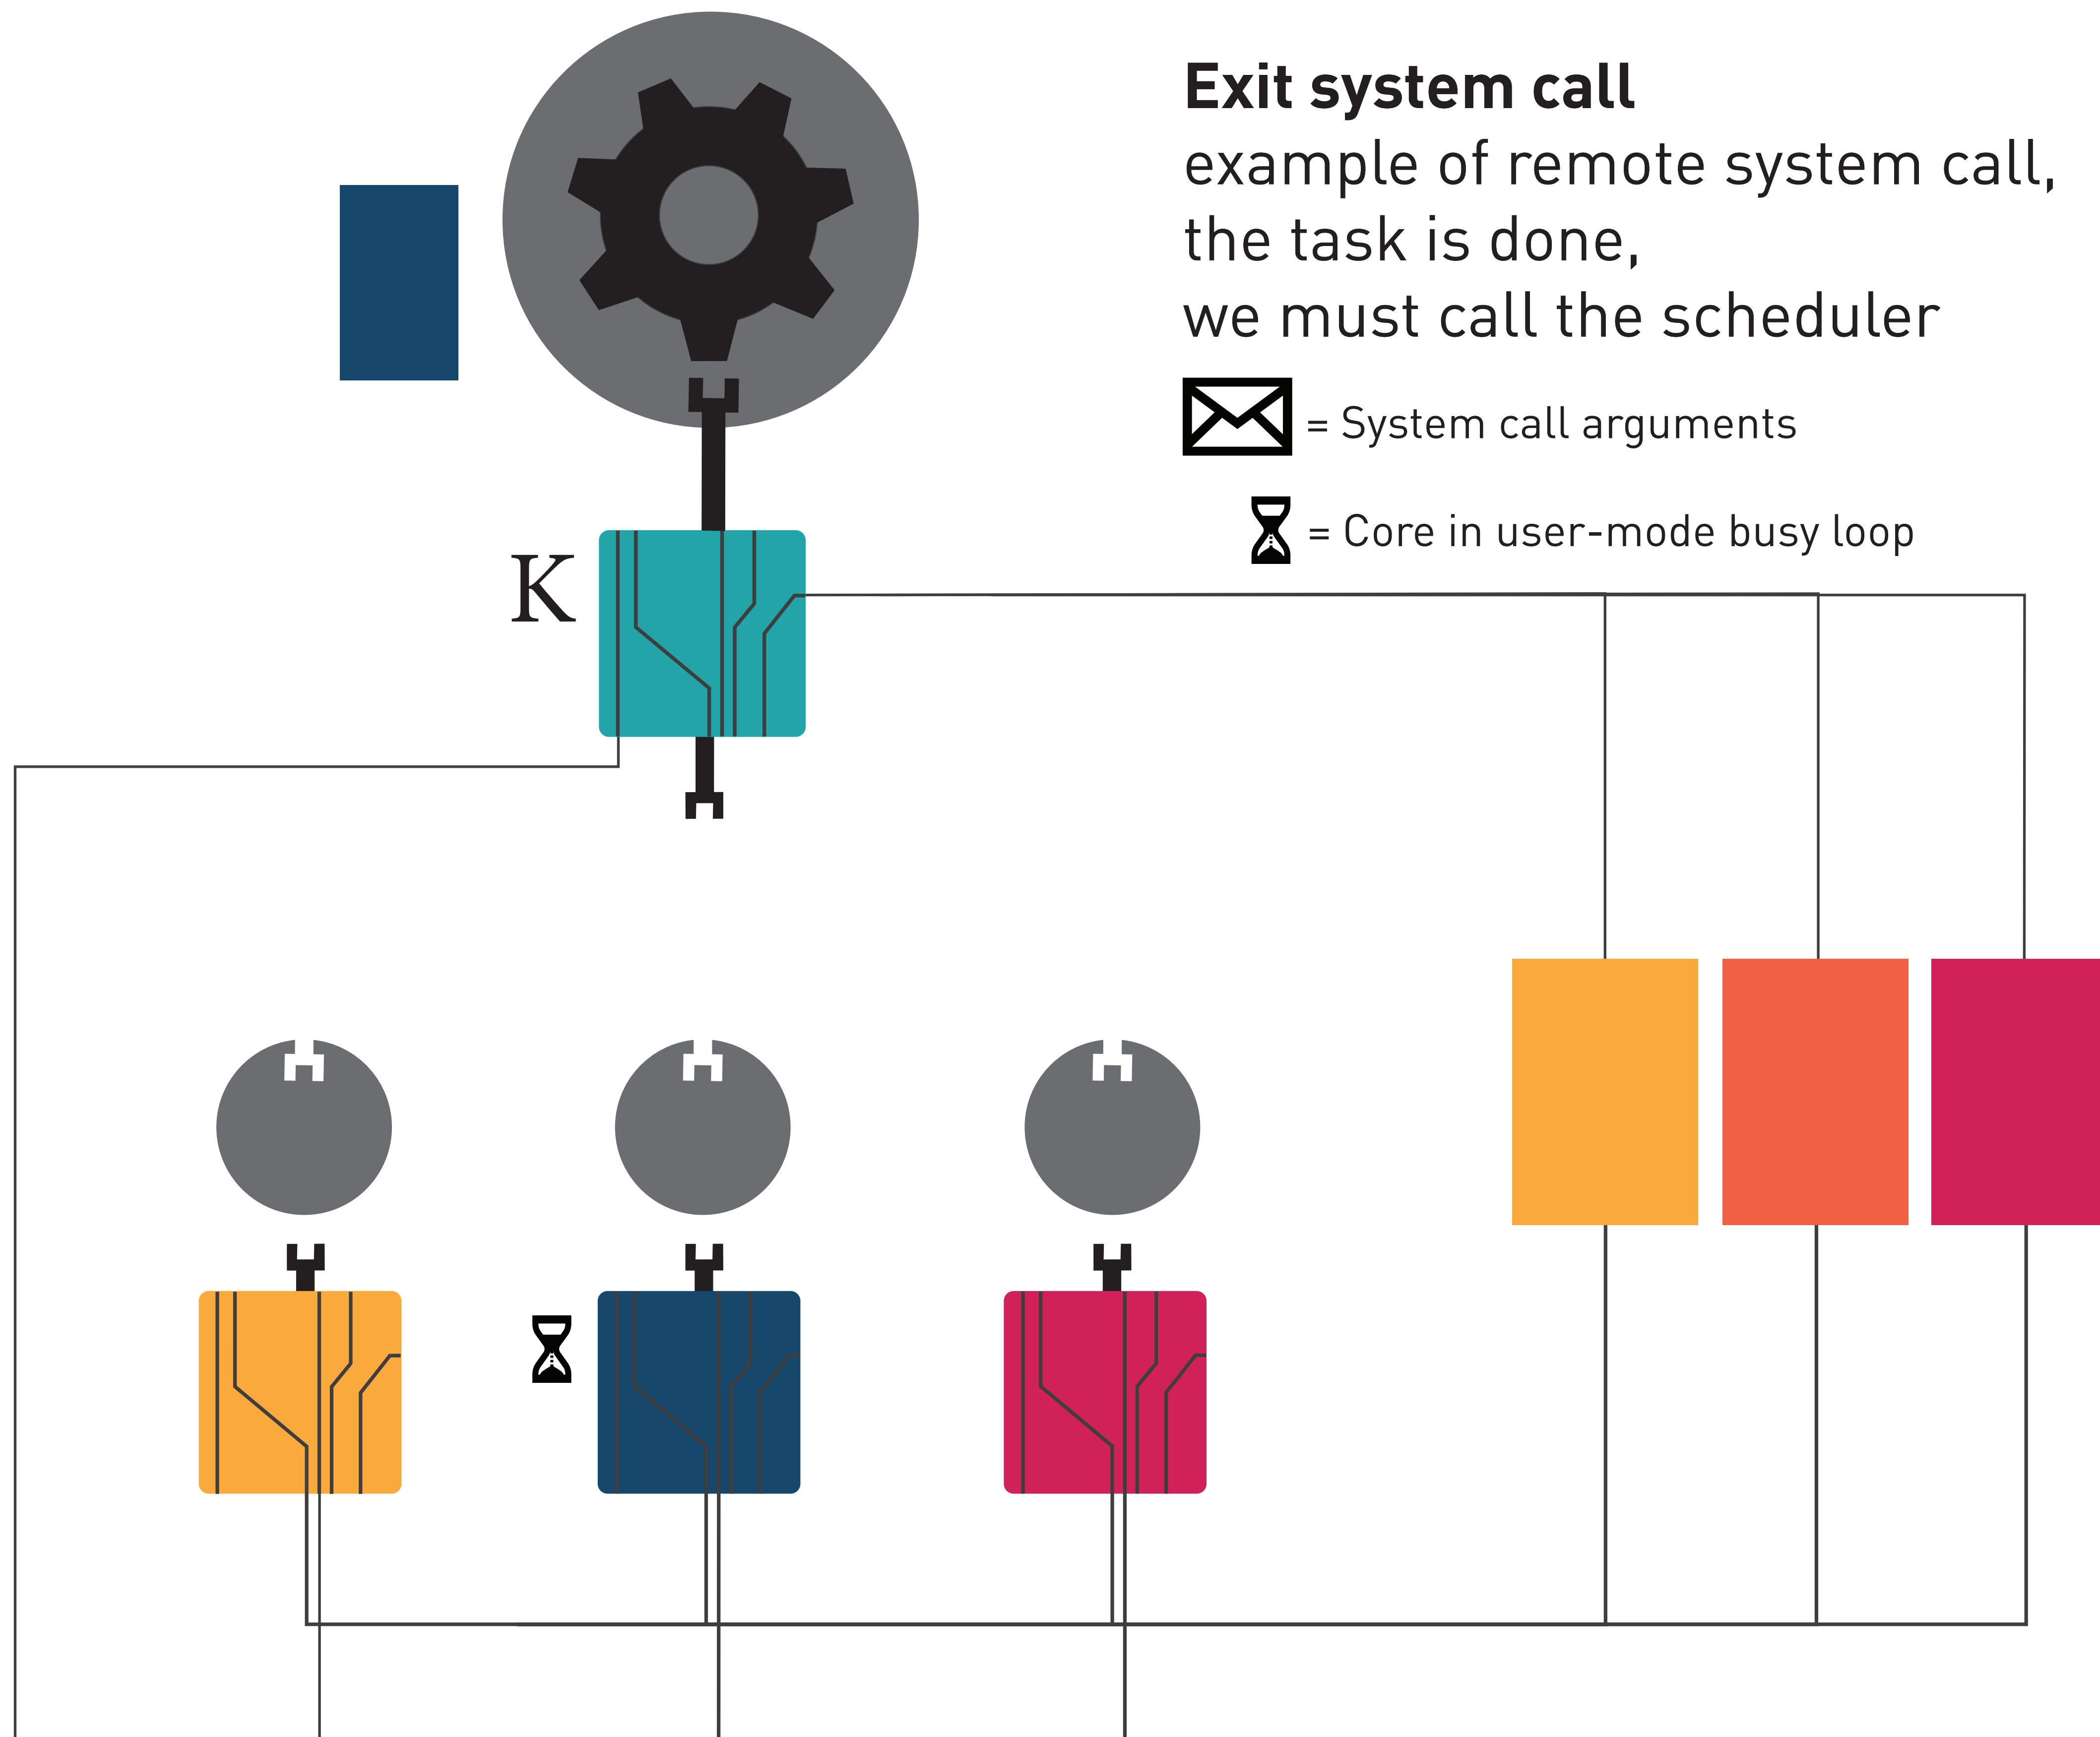 Exit system call
example of remote system call,
the task is done,
we must call the scheduler
= System call arguments
= Core in user-mode busy loop
K